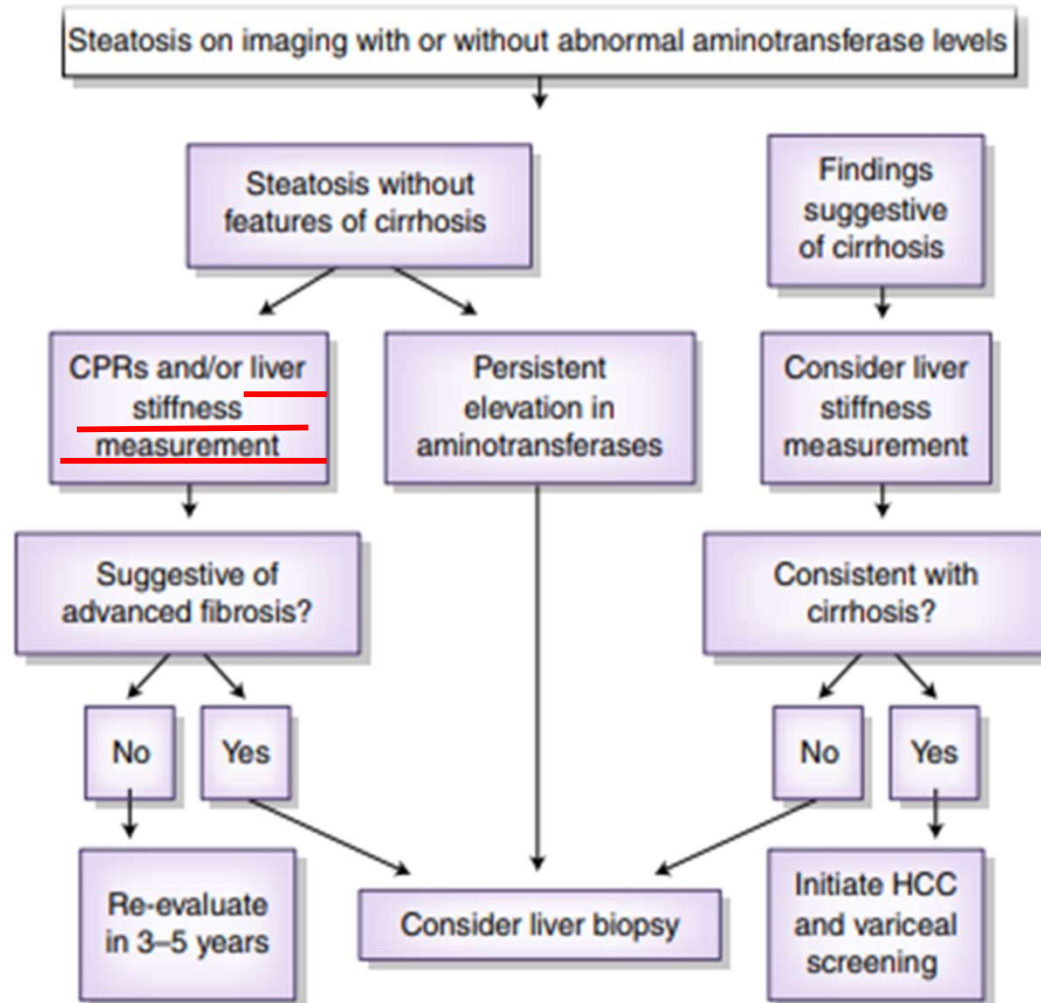 Steatosis on imaging with or without abnormal aminotransferase levels
Steatosis without
features of cirrhosis
Findings
suggestive
of cirrhosis
CPRs and/or liver
stiffness
measurement
Persistent
elevation in
aminotransferases
Consider liver
stiffness
measurement
Suggestive of
advanced fibrosis?
Consistent with
cirrhosis?
No
Yes
No
Yes
Re-evaluate
in 3–5 years
Consider liver biopsy
Initiate HCC
and variceal
screening